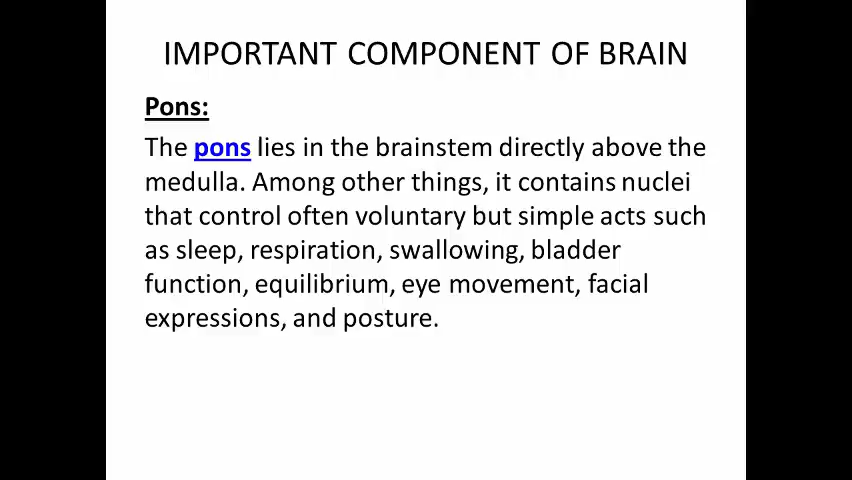 IMPORTANT COMPONENT OF BRAIN
Pons:
The pons lies in the brainstem directly above the
medulla. Among other things, it contains nuclei
that control often voluntary but simple acts such
as sleep, respiration, swallowing, bladder
function, equilibrium, eye movement, facial
expressions, and posture.